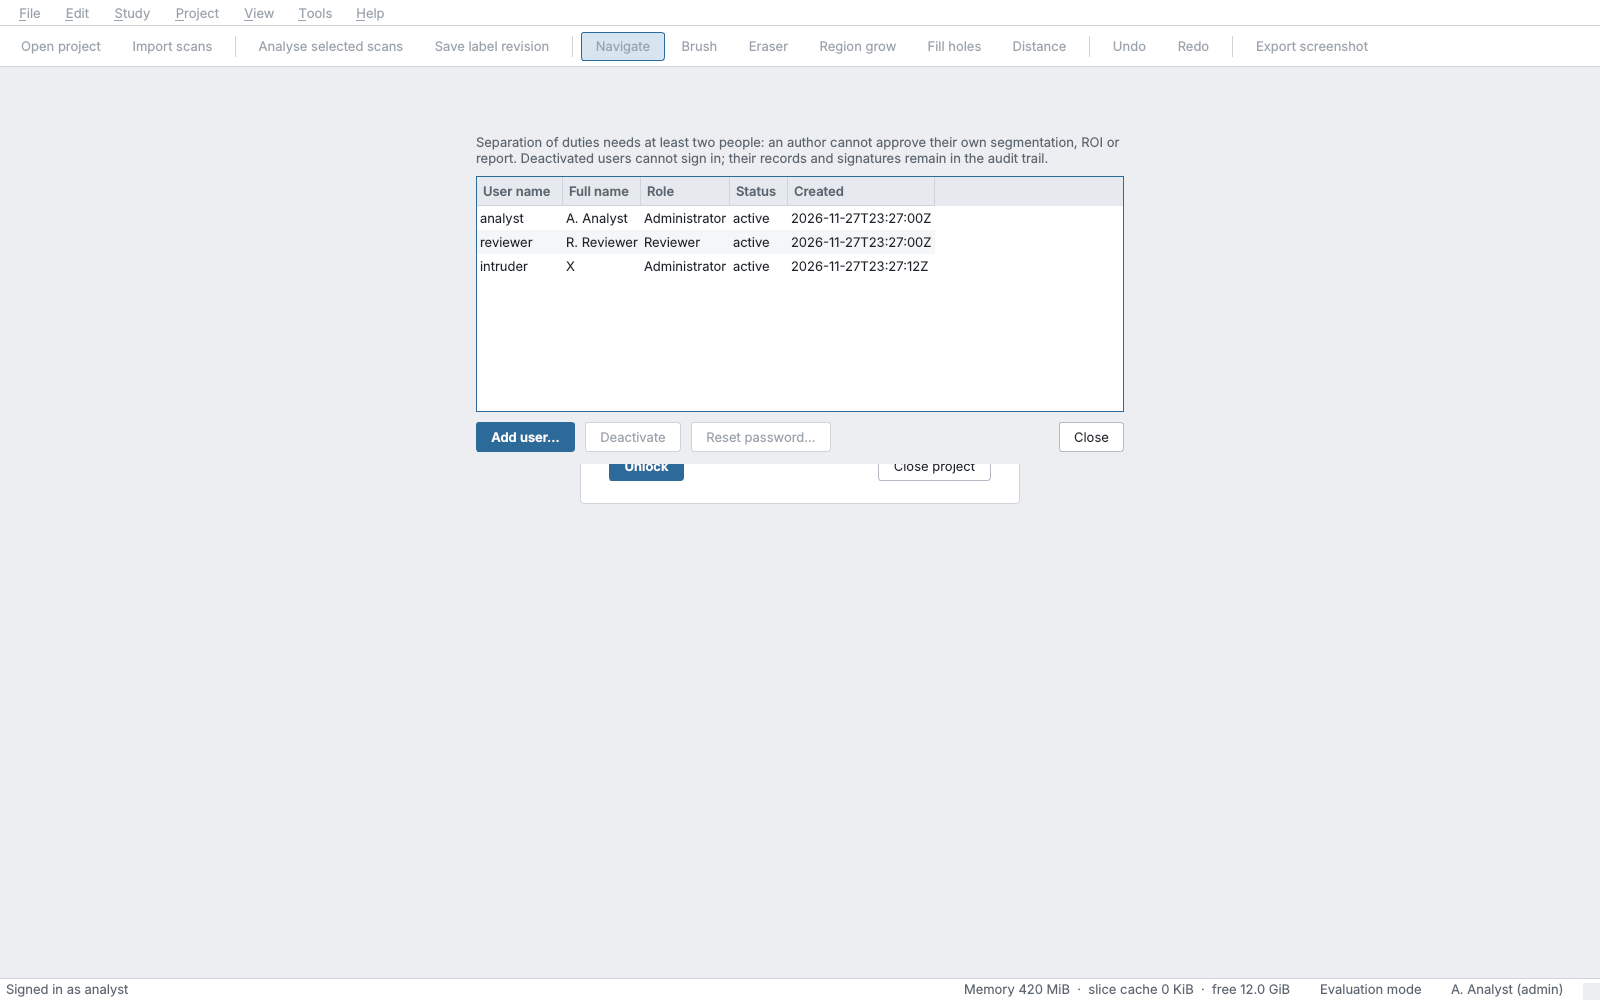 File Edit Study Project View Tools Help
Open project Import scans Analyse selected scans Save label revision Navigate Brush Eraser Region grow Fill holes Distance Undo Redo Export screenshot
Separation of duties needs at least two people: an author cannot approve their own segmentation, ROI or
report. Deactivated users cannot sign in; their records and signatures remain in the audit trail.
User name Full name Role Status Created
analyst A. Analyst Administrator active 2026-11-27T23:27:00Z
reviewer R. Reviewer Reviewer active 2026-11-27T23:27:00Z
intruder X Administrator active 2026-11-27T23:27:12Z
Add user... Deactivate Reset password... Close
Unlock Close project
Signed in as analyst Memory 420 MiB · slice cache 0 KiB · free 12.0 GiB Evaluation mode A. Analyst (admin)